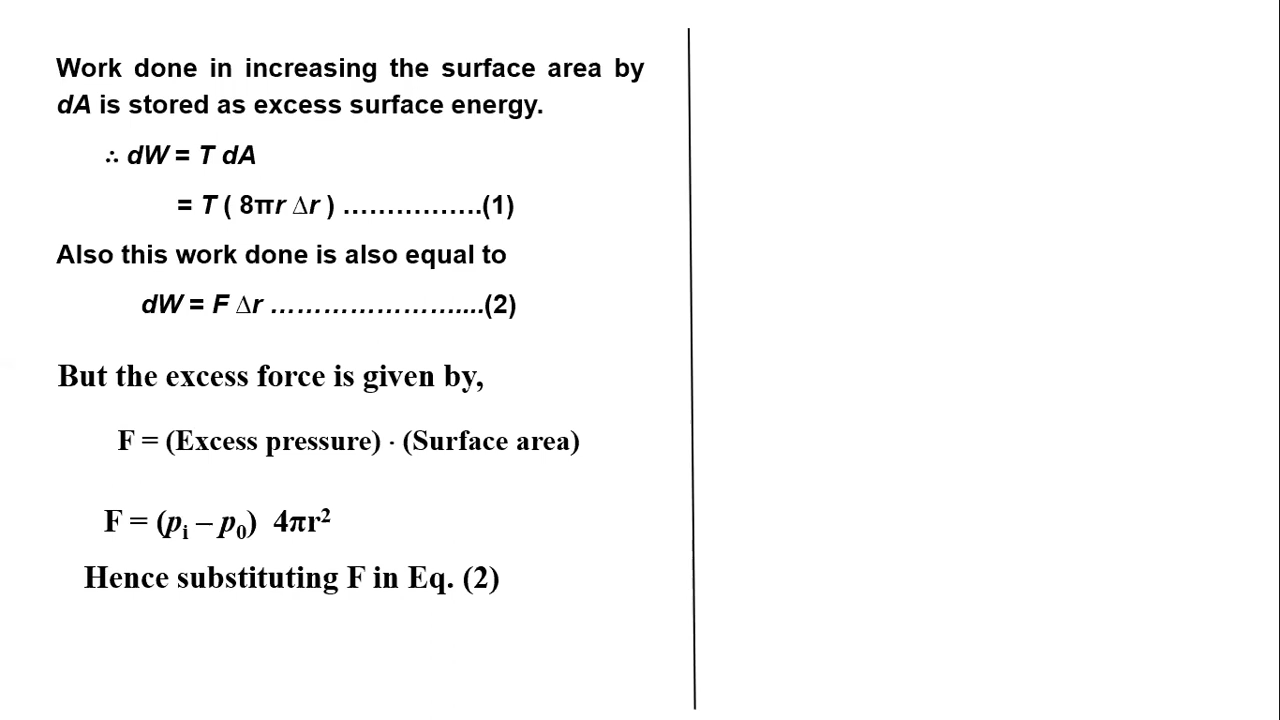 Work done in increasing the surface area by
dA is stored as excess surface energy.
∴ dW = T dA
= T ( 8πr ∆r ) …………….(1)
Also this work done is also equal to
dW = F ∆r …………………....(2)
But the excess force is given by,
F = (Excess pressure) · (Surface area)
F = (pᵢ – p₀) 4πr²
Hence substituting F in Eq. (2)